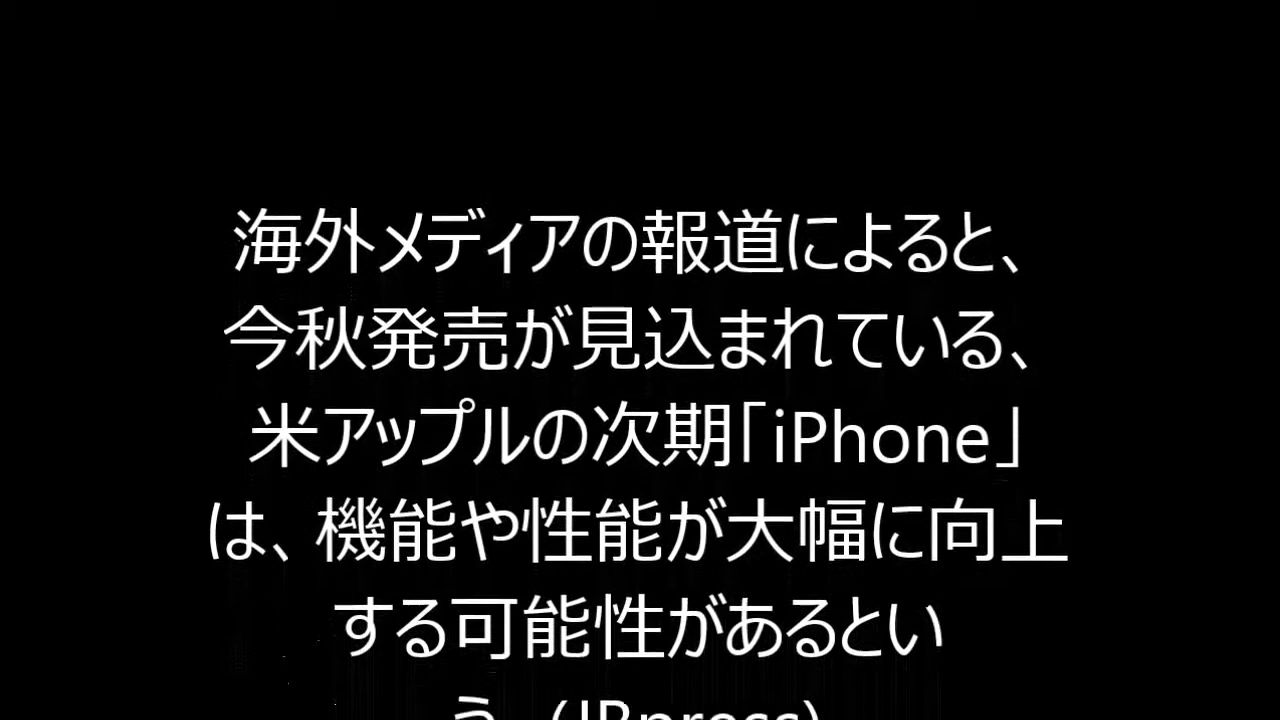 海外メディアの報道によると、
今秋発売が見込まれている、
米アップルの次期「iPhone」
は、機能や性能が大幅に向上
する可能性があるとい
う。(JBpress)